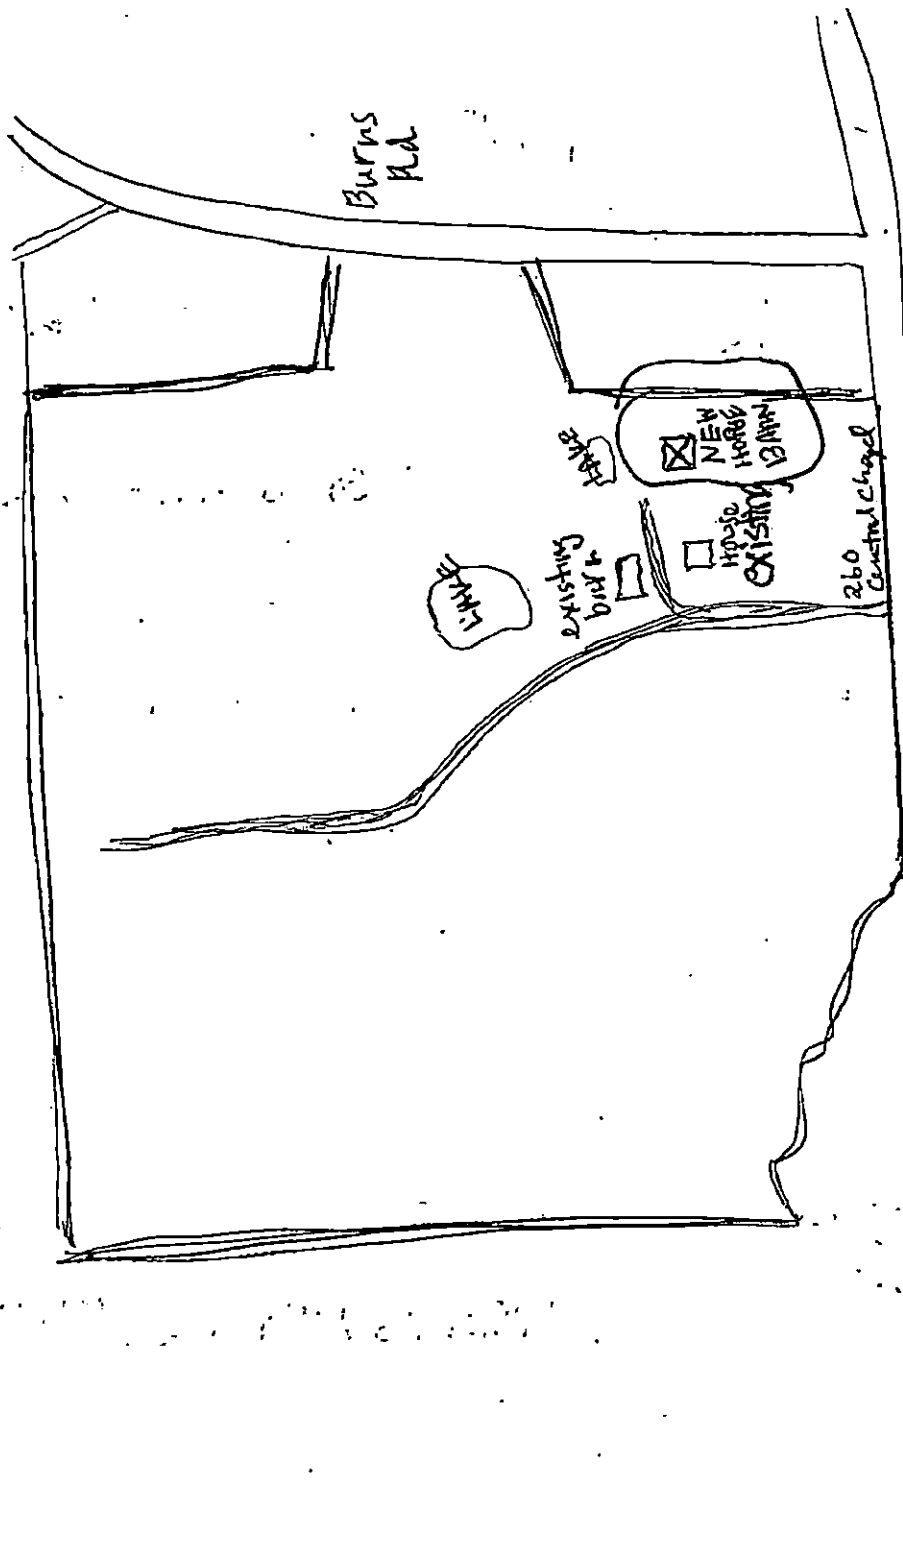 Burns
Rd
LAKE
LAKE
existing
barn
NEW
HORSE
BARN
House
existing
260
Central Chapel